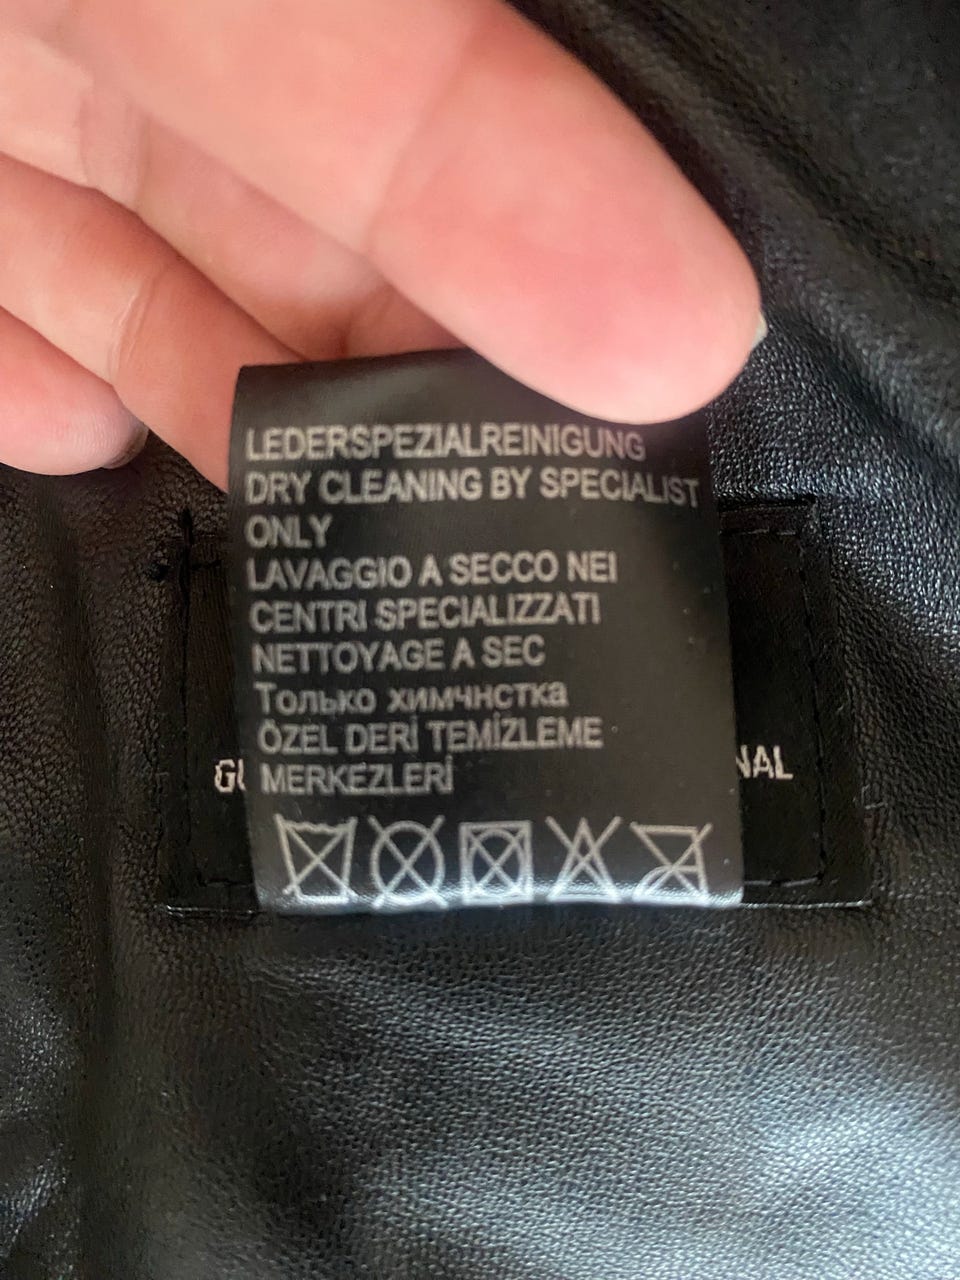 LEDERSPEZIALREINIGUNG
DRY CLEANING BY SPECIALIST
ONLY
LAVAGGIO A SECCO NEI
CENTRI SPECIALIZZATI
NETTOYAGE A SEC
Только химчнстка
ÖZEL DERİ TEMİZLEME
MERKEZLERİ